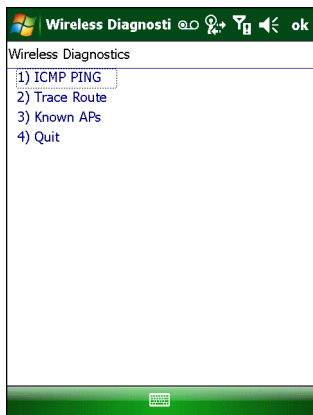 Wireless Diagnosti ok
Wireless Diagnostics
1) ICMP PING
2) Trace Route
3) Known APs
4) Quit